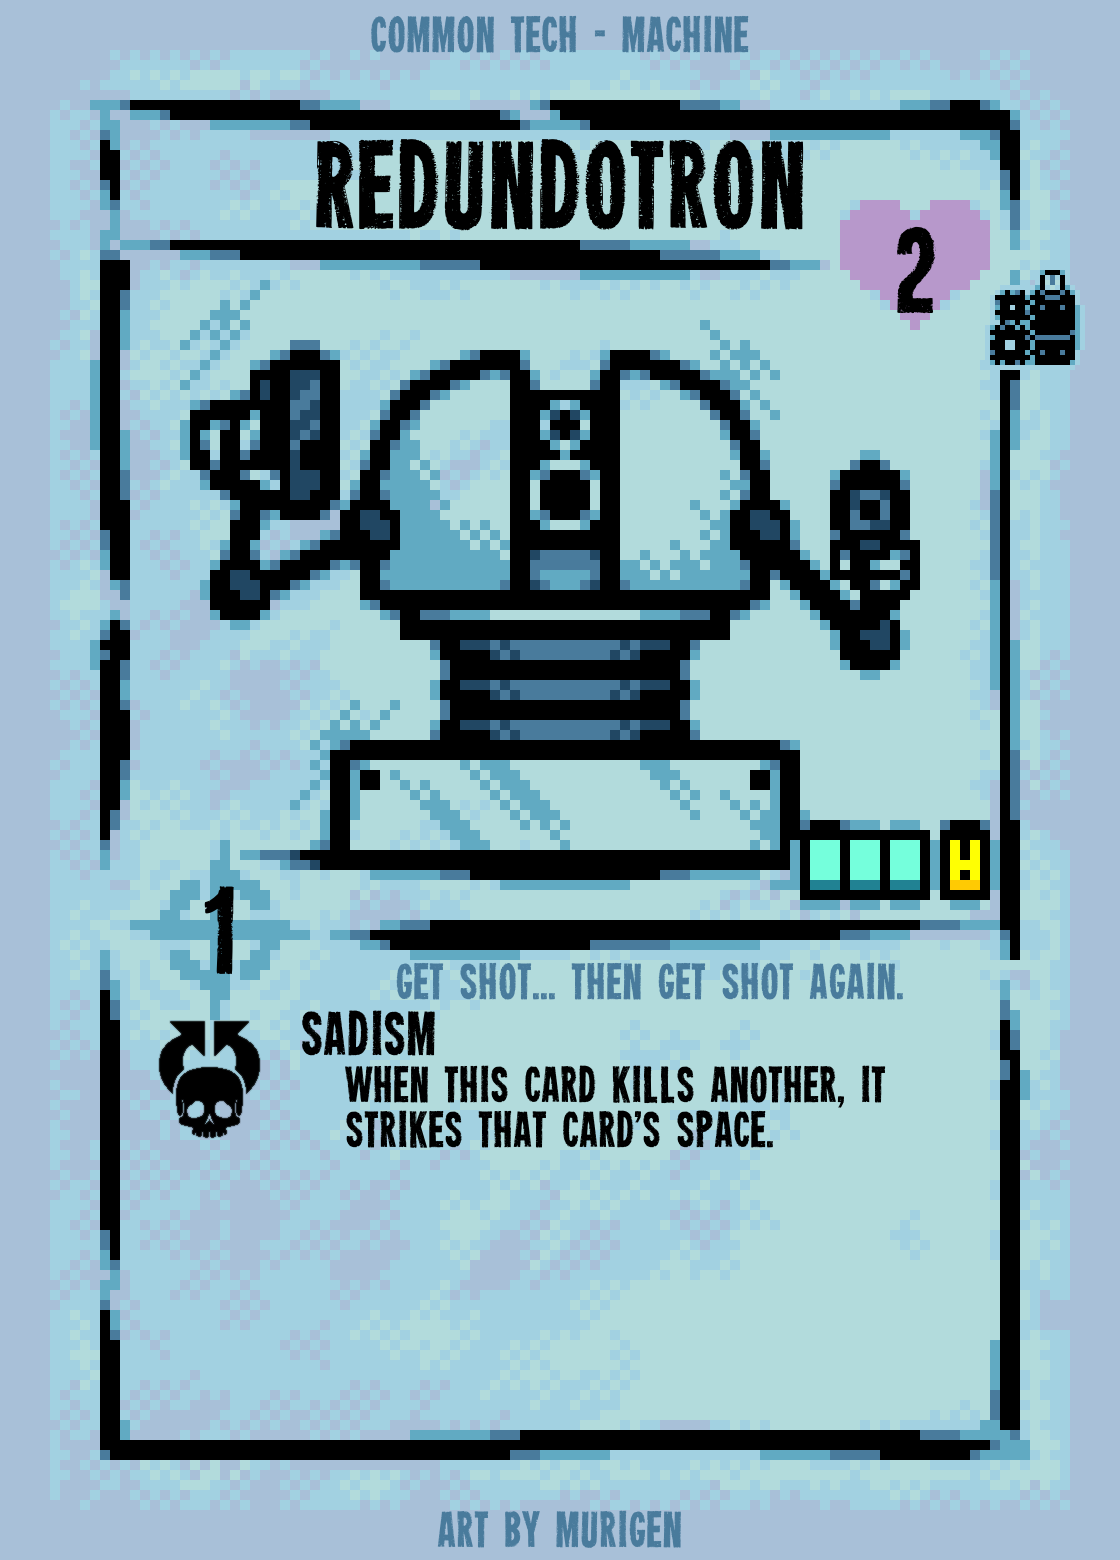 COMMON TECH - MACHINE
REDUNDOTRON
2
1
GET SHOT... THEN GET SHOT AGAIN.
SADISM
WHEN THIS CARD KILLS ANOTHER, IT
STRIKES THAT CARD'S SPACE.
ART BY MURIGEN